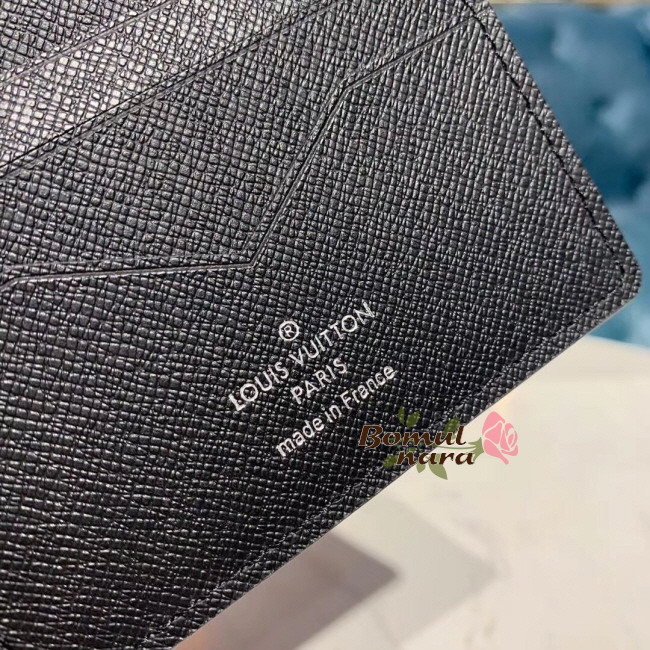 ®
LOUIS VUITTON
PARIS
made in France
Bomul
nara